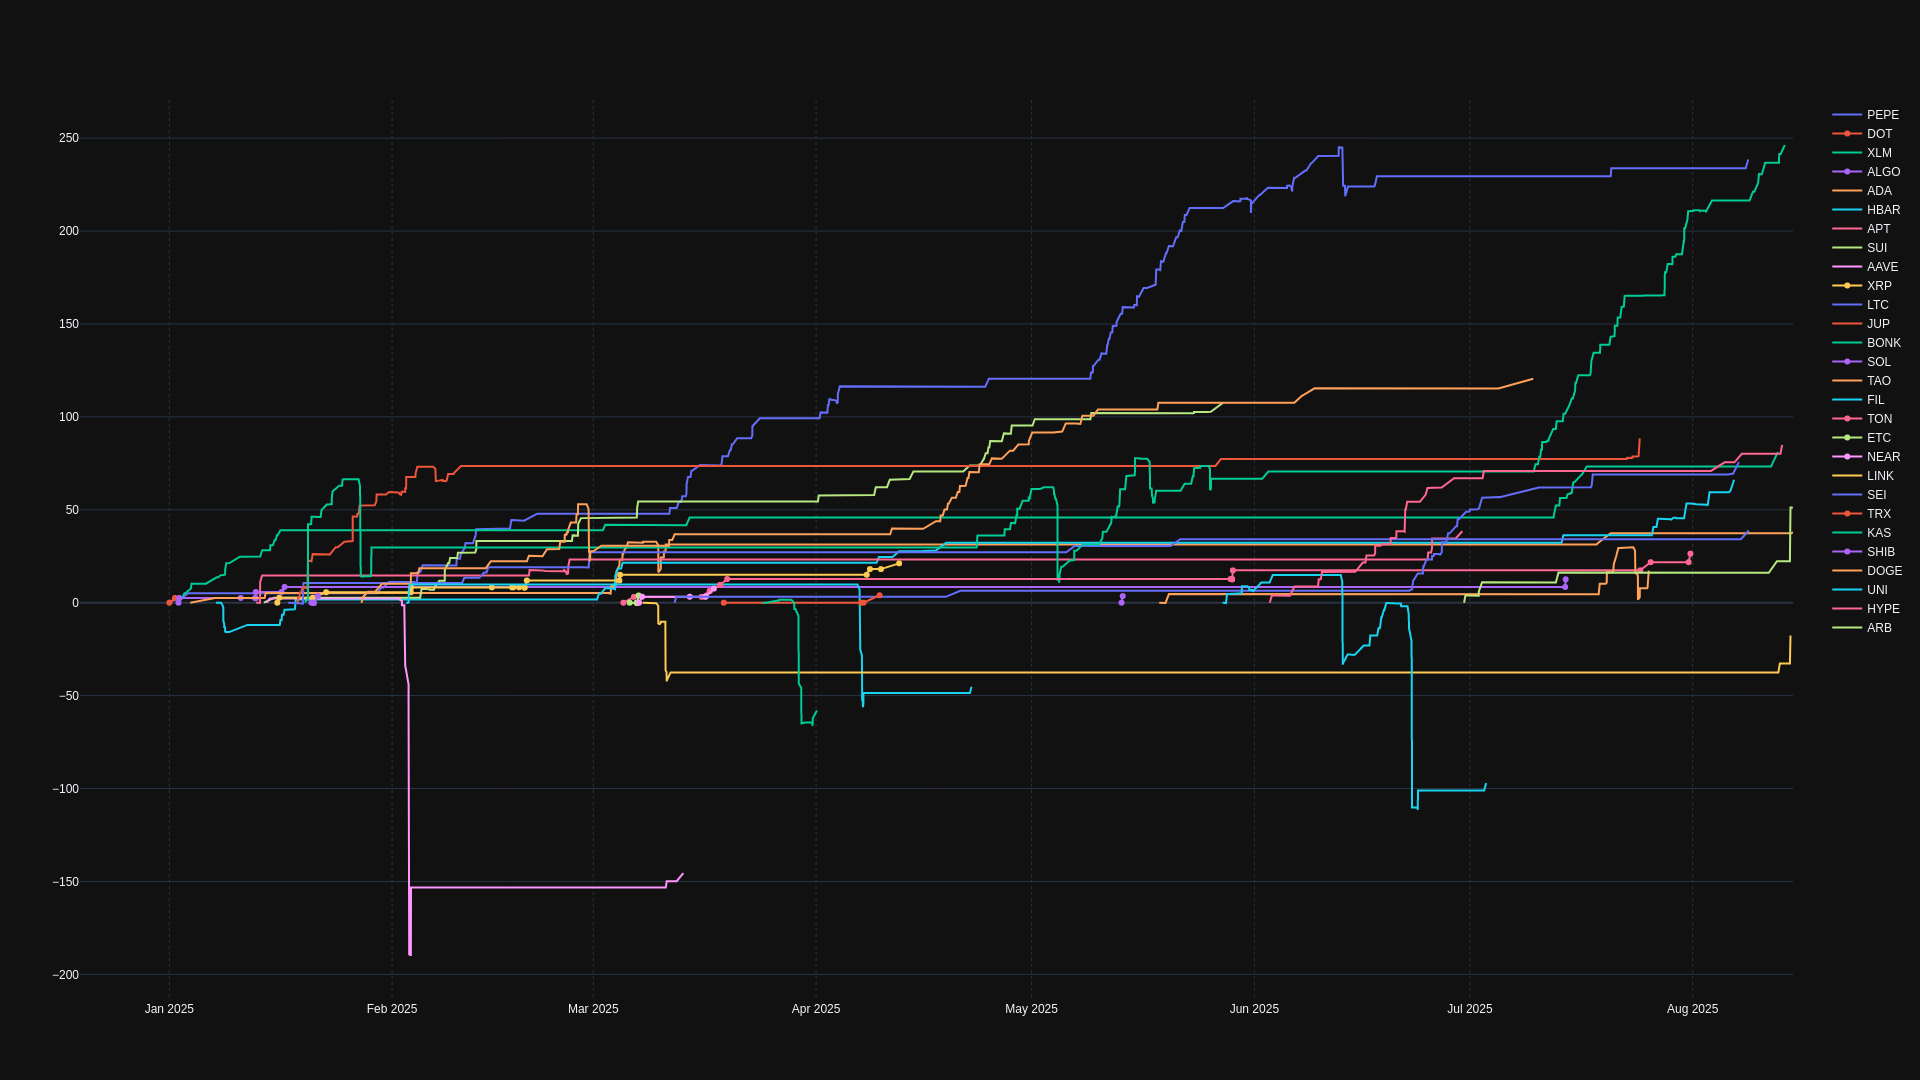 250
200
150
100
50
0
−50
−100
−150
−200
Jan 2025
Feb 2025
Mar 2025
Apr 2025
May 2025
Jun 2025
Jul 2025
Aug 2025
PEPE
DOT
XLM
ALGO
ADA
HBAR
APT
SUI
AAVE
XRP
LTC
JUP
BONK
SOL
TAO
FIL
TON
ETC
NEAR
LINK
SEI
TRX
KAS
SHIB
DOGE
UNI
HYPE
ARB